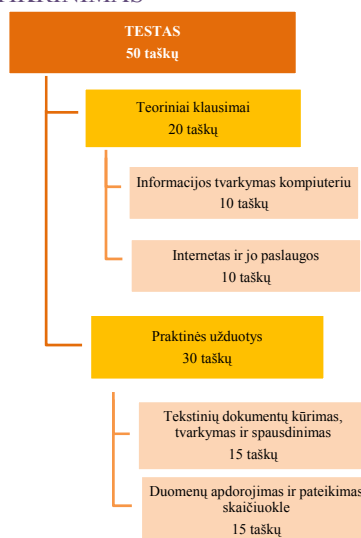 TESTAS
50 taškų
Teoriniai klausimai
20 taškų
Informacijos tvarkymas kompiuteriu
10 taškų
Internetas ir jo paslaugos
10 taškų
Praktinės užduotys
30 taškų
Tekstinių dokumentų kūrimas,
tvarkymas ir spausdinimas
15 taškų
Duomenų apdorojimas ir pateikimas
skaičiuokle
15 taškų